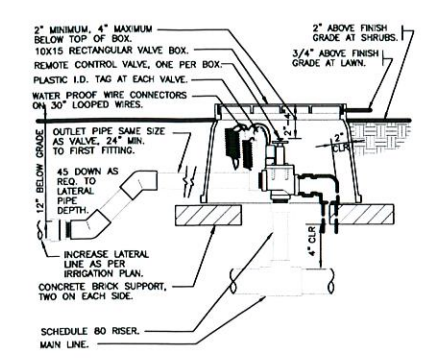 2" MINIMUM, 4" MAXIMUM
BELOW TOP OF BOX.
10X15 RECTANGULAR VALVE BOX.
REMOTE CONTROL VALVE, ONE PER BOX.
PLASTIC I.D. TAG AT EACH VALVE.
WATER PROOF WIRE CONNECTORS
ON 30" LOOPED WIRES.
2" ABOVE FINISH
GRADE AT SHRUBS.
3/4" ABOVE FINISH
GRADE AT LAWN.
OUTLET PIPE SAME SIZE
AS VALVE, 24" MIN.
TO FIRST FITTING.
2"-4"
2"
CLR
12" BELOW GRADE
45 DOWN AS
REQ. TO
LATERAL
PIPE
DEPTH.
4" CLR
INCREASE LATERAL
LINE AS PER
IRRIGATION PLAN.
CONCRETE BRICK SUPPORT,
TWO ON EACH SIDE.
SCHEDULE 80 RISER.
MAIN LINE.